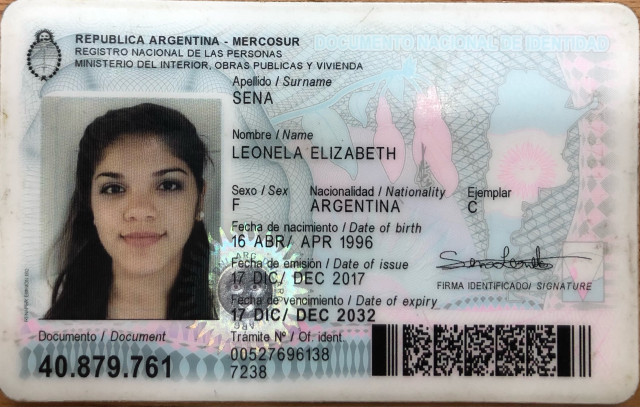 REPUBLICA ARGENTINA - MERCOSUR
REGISTRO NACIONAL DE LAS PERSONAS
MINISTERIO DEL INTERIOR, OBRAS PUBLICAS Y VIVIENDA
DOCUMENTO NACIONAL DE IDENTIDAD
Apellido / Surname
SENA
Nombre / Name
LEONELA ELIZABETH
Sexo / Sex Nacionalidad / Nationality Ejemplar
F ARGENTINA C
Fecha de nacimiento / Date of birth
16 ABR/ APR 1996
Fecha de emisión / Date of issue
17 DIC/ DEC 2017
Fecha de vencimiento / Date of expiry
17 DIC/ DEC 2032
FIRMA IDENTIFICADO/ SIGNATURE
Documento / Document
40.879.761
Trámite Nº / Of. ident.
00527696138
7238